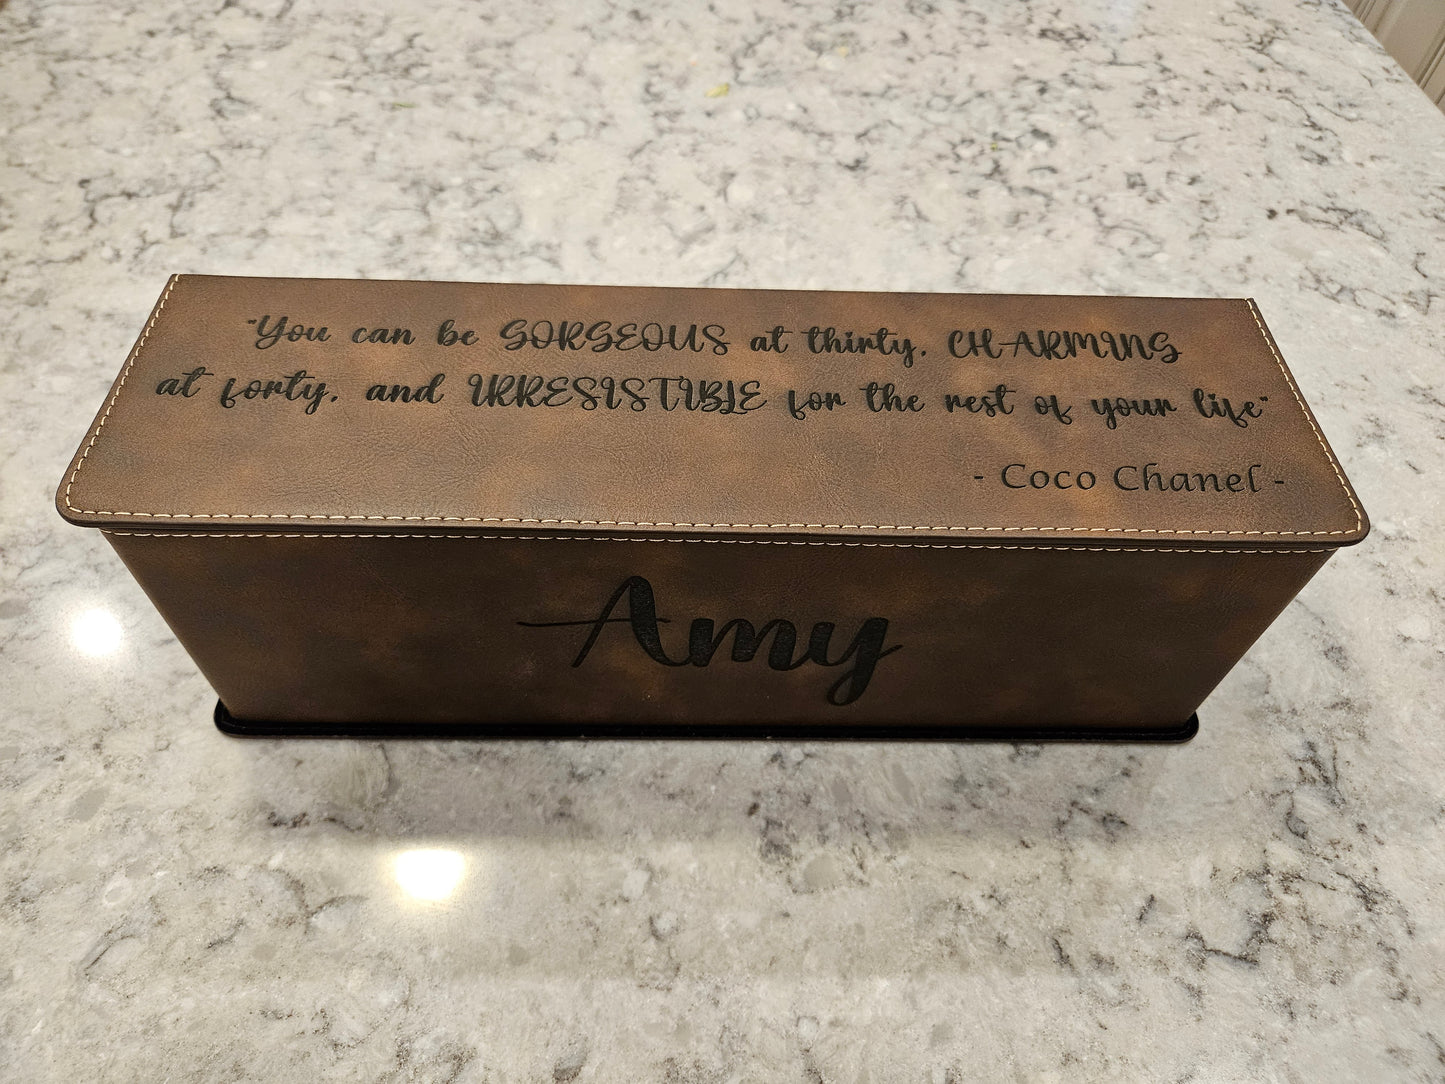 "You can be GORGEOUS at thirty, CHARMING
at forty, and IRRESISTIBLE for the rest of your life"
- Coco Chanel -
Amy